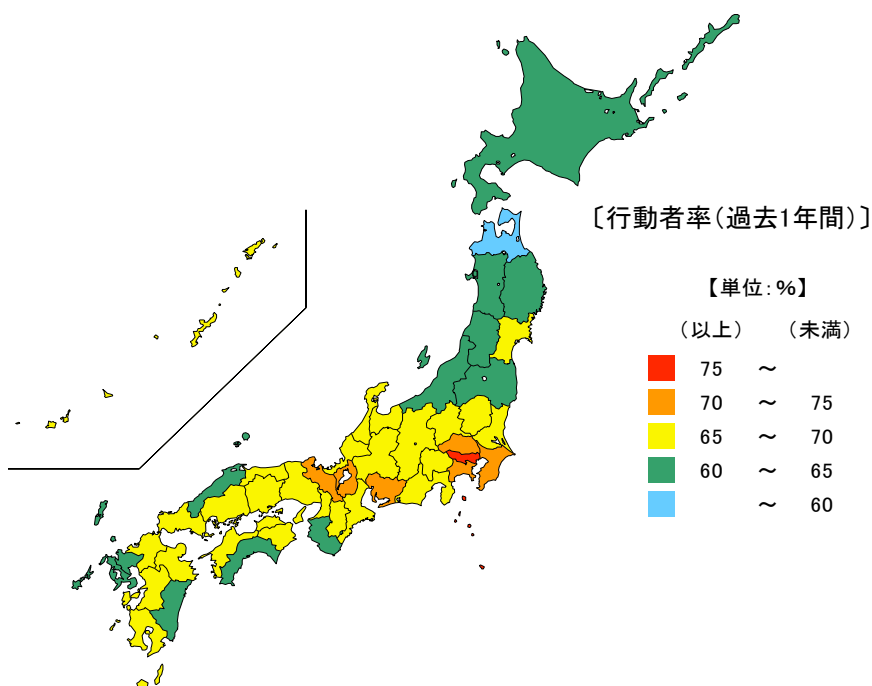 〔行動者率(過去1年間)〕
【単位:%】
(以上) (未満)
75 ～
70 ～ 75
65 ～ 70
60 ～ 65
～ 60